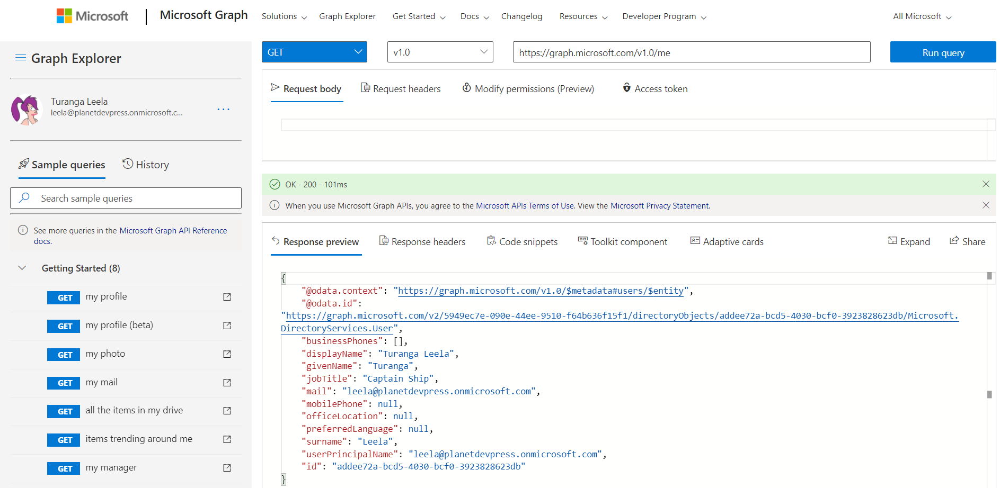 Microsoft | Microsoft Graph Solutions Graph Explorer Get Started Docs Changelog Resources Developer Program All Microsoft
Graph Explorer
Turanga Leela
leela@planetdevpress.onmicrosoft.c...
...
Sample queries History
Search sample queries
See more queries in the Microsoft Graph API Reference
docs.
Getting Started (8)
GET my profile
GET my profile (beta)
GET my photo
GET my mail
GET all the items in my drive
GET items trending around me
GET my manager
GET v1.0 https://graph.microsoft.com/v1.0/me Run query
Request body Request headers Modify permissions (Preview) Access token
OK - 200 - 101ms
When you use Microsoft Graph APIs, you agree to the Microsoft APIs Terms of Use. View the Microsoft Privacy Statement.
Response preview Response headers Code snippets Toolkit component Adaptive cards Expand Share
{
"@odata.context": "https://graph.microsoft.com/v1.0/$metadata#users/$entity",
"@odata.id":
"https://graph.microsoft.com/v2/5949ec7e-090e-44ee-9510-f64b636f15f1/directoryObjects/addee72a-bcd5-4030-bcf0-3923828623db/Microsoft.
DirectoryServices.User",
"businessPhones": [],
"displayName": "Turanga Leela",
"givenName": "Turanga",
"jobTitle": "Captain Ship",
"mail": "leela@planetdevpress.onmicrosoft.com",
"mobilePhone": null,
"officeLocation": null,
"preferredLanguage": null,
"surname": "Leela",
"userPrincipalName": "leela@planetdevpress.onmicrosoft.com",
"id": "addee72a-bcd5-4030-bcf0-3923828623db"
}